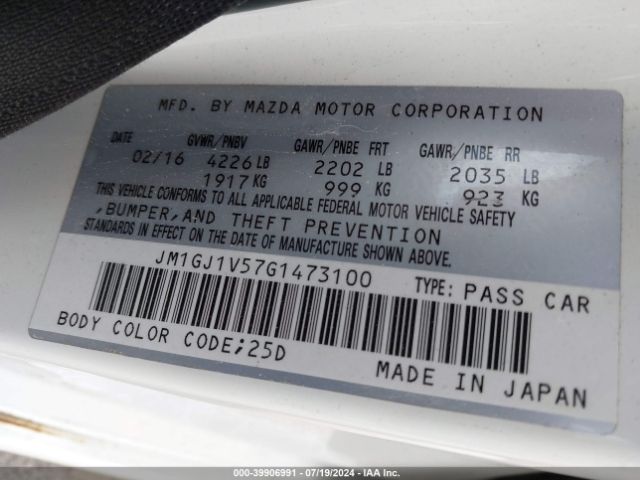 MFD. BY MAZDA MOTOR CORPORATION
DATE GVWR/PNBV GAWR/PNBE FRT GAWR/PNBE RR
02/16 4226 LB 2202 LB 2035 LB
1917 KG 999 KG 923 KG
THIS VEHICLE CONFORMS TO ALL APPLICABLE FEDERAL MOTOR VEHICLE SAFETY
,BUMPER,AND THEFT PREVENTION
STANDARDS IN EFFECT ON THE DATE OF MANUFACTURE SHOWN ABOVE.
JM1GJ1V57G1473100 TYPE: PASS CAR
BODY COLOR CODE;25D
MADE IN JAPAN
000-39906991 - 07/19/2024 - IAA Inc.